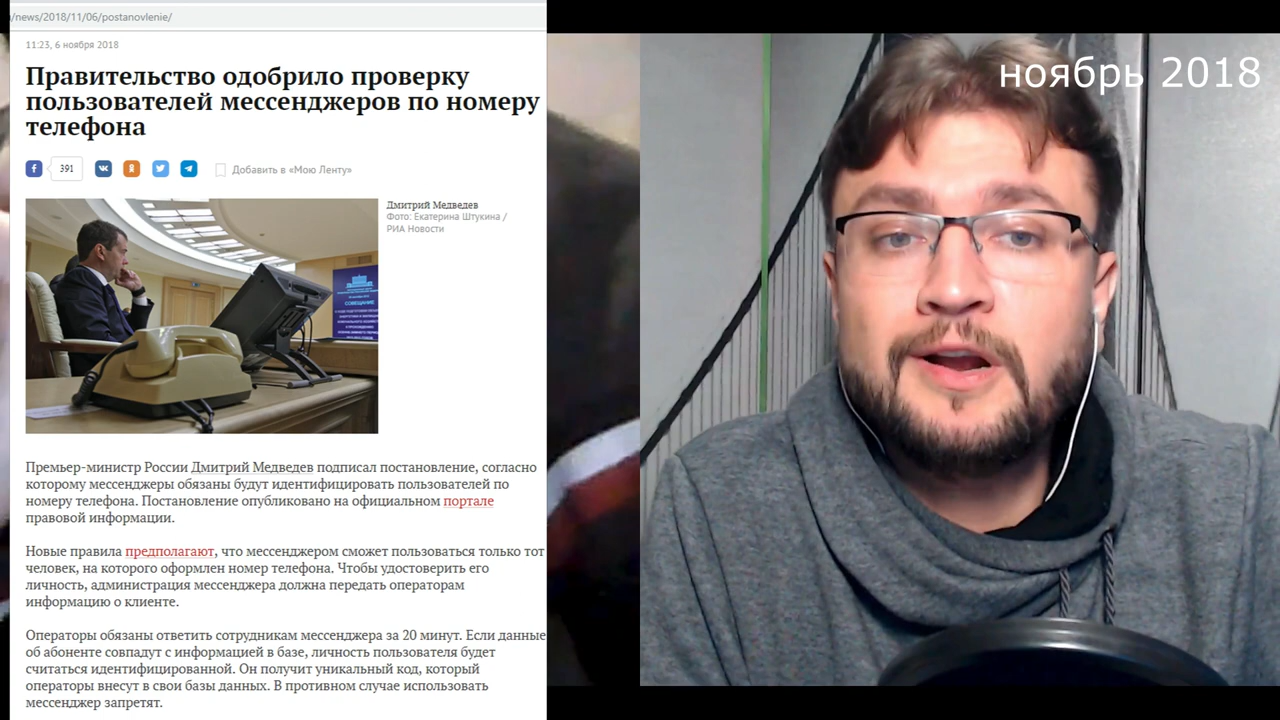 /news/2018/11/06/postanovlenie/
11:23, 6 ноября 2018
Правительство одобрило проверку
пользователей мессенджеров по номеру
телефона
391
Добавить в «Мою Ленту»
Дмитрий Медведев
Фото: Екатерина Штукина /
РИА Новости
СОВЕЩАНИЕ
Премьер-министр России Дмитрий Медведев подписал постановление, согласно
которому мессенджеры обязаны будут идентифицировать пользователей по
номеру телефона. Постановление опубликовано на официальном портале
правовой информации.
Новые правила предполагают, что мессенджером сможет пользоваться только тот
человек, на которого оформлен номер телефона. Чтобы удостоверить его
личность, администрация мессенджера должна передать операторам
информацию о клиенте.
Операторы обязаны ответить сотрудникам мессенджера за 20 минут. Если данные
об абоненте совпадут с информацией в базе, личность пользователя будет
считаться идентифицированной. Он получит уникальный код, который
операторы внесут в свои базы данных. В противном случае использовать
мессенджер запретят.
ноябрь 2018